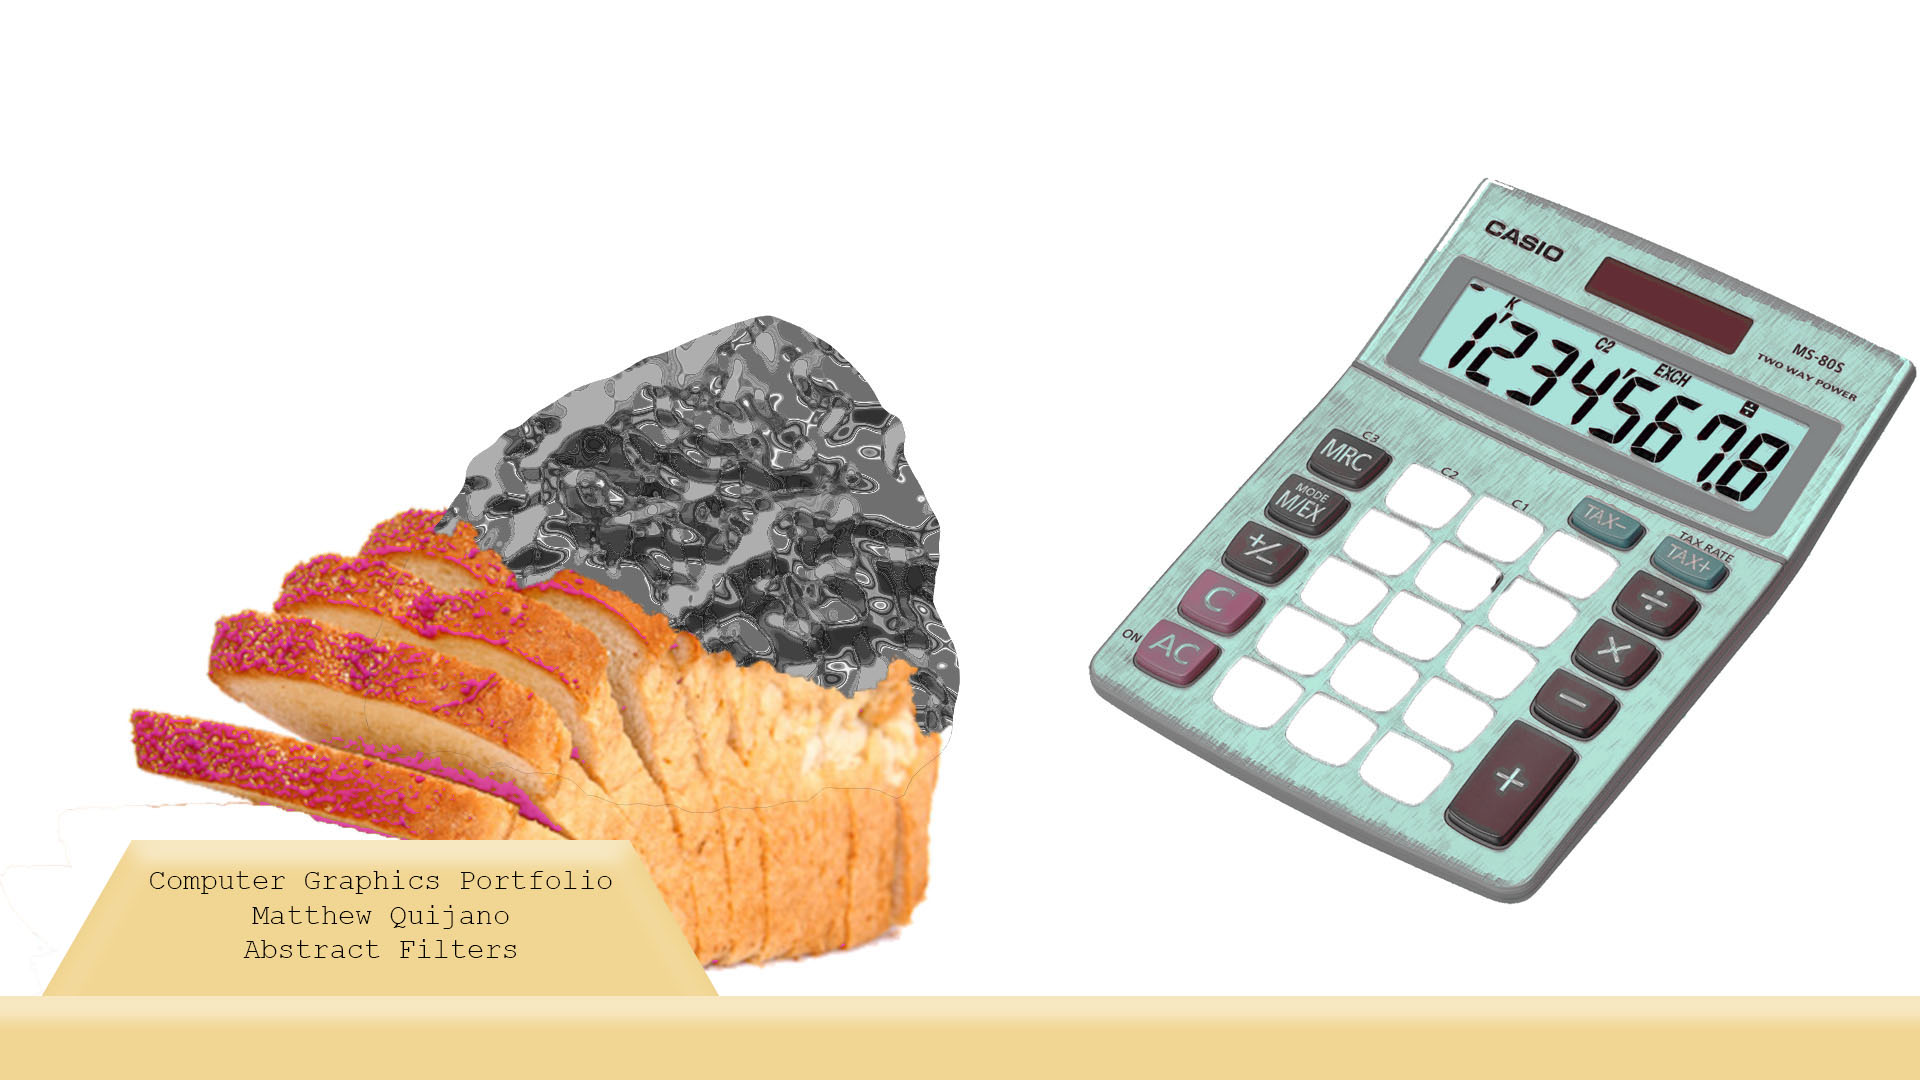 CASIO
K
C2
EXCH
12345678
MS-80S
TWO WAY POWER
C3
MRC
C2
C1
MODE
M/EX
TAX-
TAX RATE
TAX+
+/-
÷
C
×
ON
AC
-
+
Computer Graphics Portfolio
Matthew Quijano
Abstract Filters